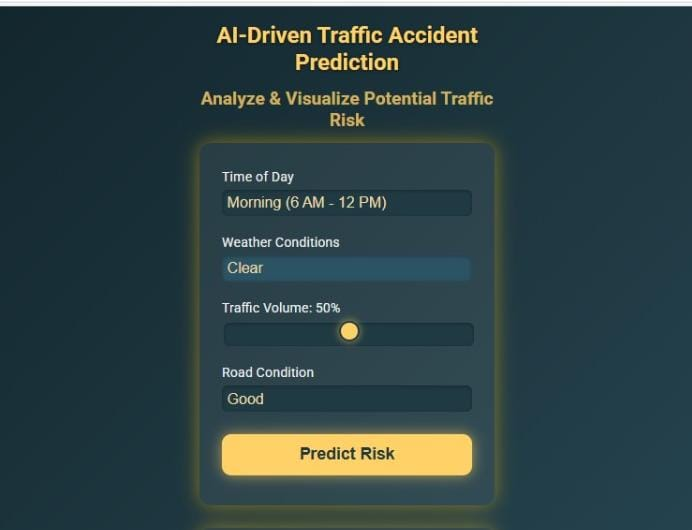 AI-Driven Traffic Accident
Prediction
Analyze & Visualize Potential Traffic
Risk
Time of Day
Morning (6 AM - 12 PM)
Weather Conditions
Clear
Traffic Volume: 50%
Road Condition
Good
Predict Risk